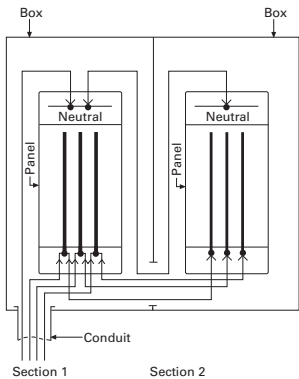 Box
Box
Neutral
Neutral
Panel
Panel
Conduit
Section 1
Section 2